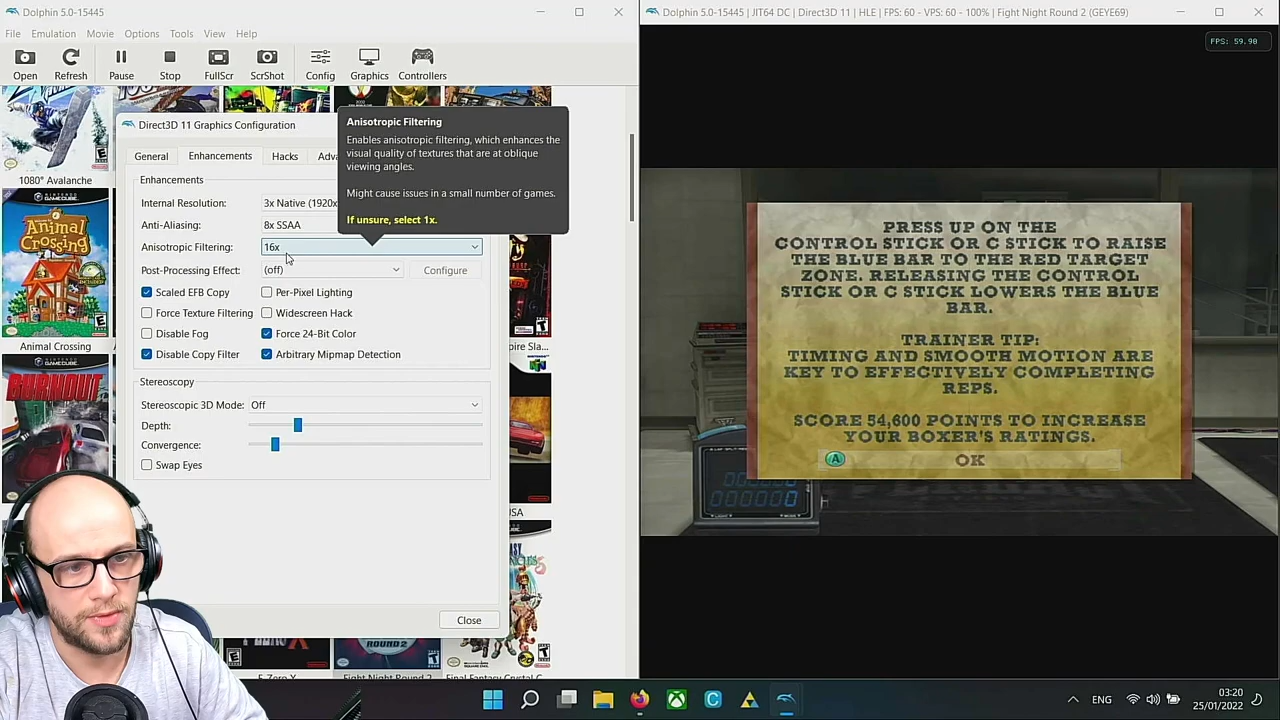 Dolphin 5.0-15445
File Emulation Movie Options Tools View Help
Open Refresh Pause Stop FullScr ScrShot Config Graphics Controllers
1080° Avalanche
Animal Crossing
Direct3D 11 Graphics Configuration
General Enhancements Hacks
Enhancements
Internal Resolution: 3x Native
Anti-Aliasing: 8x SSAA
Anisotropic Filtering: 16x
Post-Processing Effect: (off) Configure
Scaled EFB Copy Per-Pixel Lighting
Force Texture Filtering Widescreen Hack
Disable Fog Force 24-Bit Color
Disable Copy Filter Arbitrary Mipmap Detection
Stereoscopy
Stereoscopic 3D Mode: Off
Depth:
Convergence:
Swap Eyes
Close
Anisotropic Filtering
Enables anisotropic filtering, which enhances the
visual quality of textures that are at oblique
viewing angles.
Might cause issues in a small number of games.
If unsure, select 1x.
Fight Night Round 2
Final Fantasy Crystal C
Dolphin 5.0-15445 | JIT64 DC | Direct3D 11 | HLE | FPS: 60 - VPS: 60 - 100% | Fight Night Round 2 (GEYE69)
FPS: 59.90
PRESS UP ON THE
CONTROL STICK OR C STICK TO RAISE
THE BLUE BAR TO THE RED TARGET
ZONE. RELEASING THE CONTROL
STICK OR C STICK LOWERS THE BLUE
BAR.
TRAINER TIP:
TIMING AND SMOOTH MOTION ARE
KEY TO EFFECTIVELY COMPLETING
REPS.
SCORE 54,600 POINTS TO INCREASE
YOUR BOXER'S RATINGS.
A OK
ENG 03:20
25/01/2022